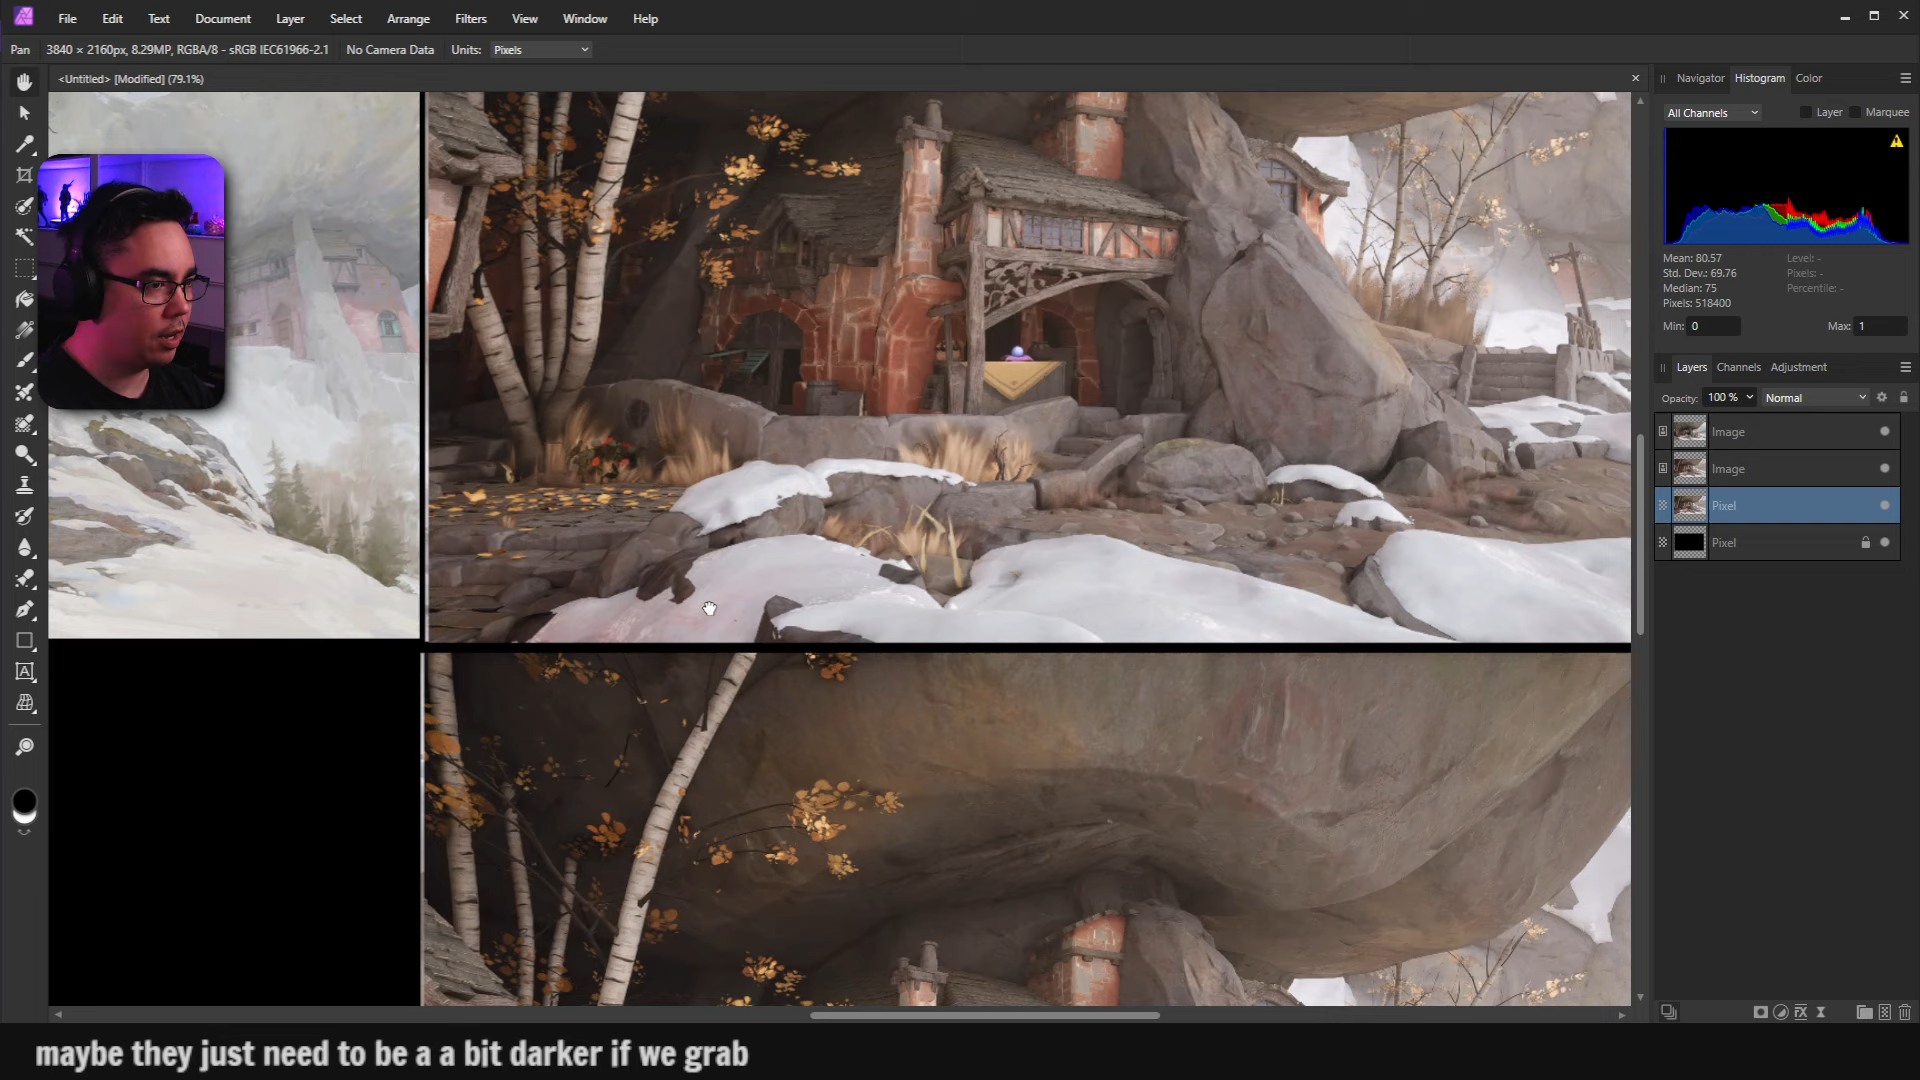 File Edit Text Document Layer Select Arrange Filters View Window Help
Pan 3840 × 2160px, 8.29MP, RGBA/8 - sRGB IEC61966-2.1 No Camera Data Units: Pixels
<Untitled> [Modified] (79.1%)
Navigator Histogram Color
All Channels Layer Marquee
Mean: 80.57 Level: -
Std. Dev.: 69.76 Pixels: -
Median: 75 Percentile: -
Pixels: 518400
Min: 0 Max: 1
Layers Channels Adjustment
Opacity: 100 % Normal
Image
Image
Pixel
Pixel
maybe they just need to be a a bit darker if we grab